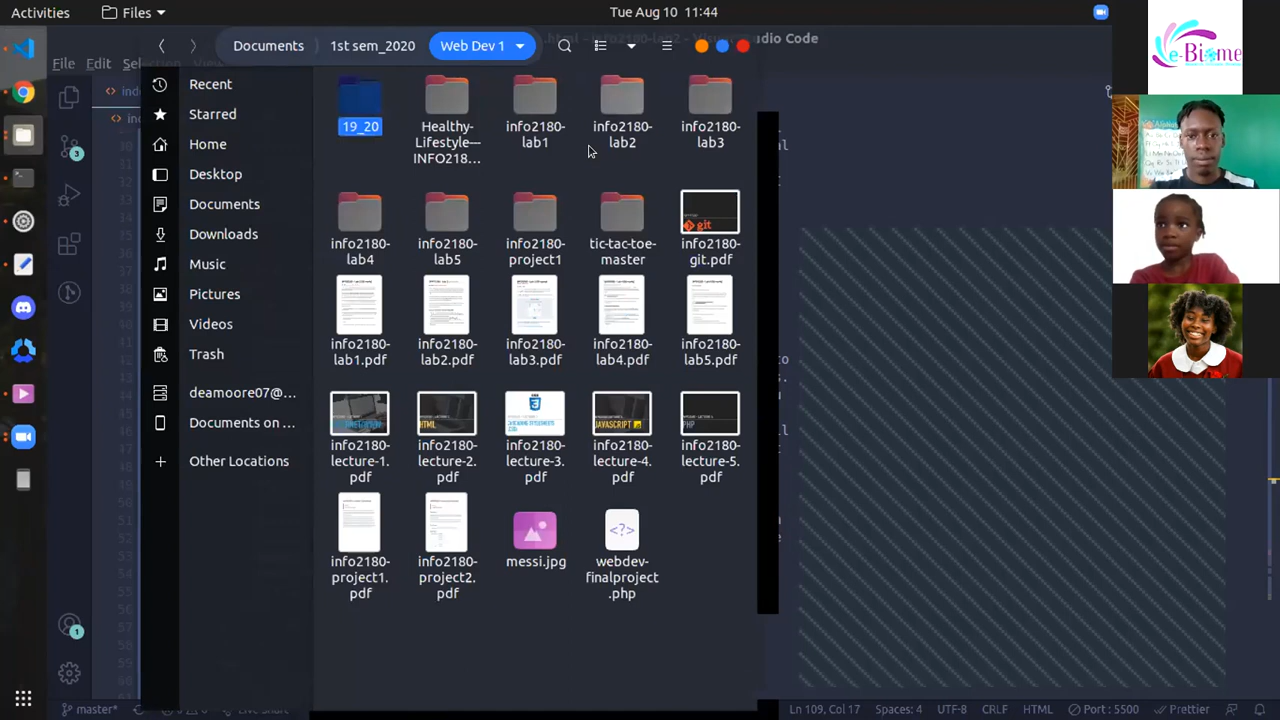 Activities
Files
Tue Aug 10 11:44
Documents
1st sem_2020
Web Dev 1
File
Edit
Recent
Starred
Home
Desktop
Documents
Downloads
Music
Pictures
Videos
Trash
deamoore07@...
Documents on ...
Other Locations
19_20
Healthy-
Lifestyle—
INFO218...
info2180-
lab1
info2180-
lab2
info2180-
lab3
info2180-
lab4
info2180-
lab5
info2180-
project1
tic-tac-toe-
master
git
info2180-
git.pdf
info2180-
lab1.pdf
info2180-
lab2.pdf
info2180-
lab3.pdf
info2180-
lab4.pdf
info2180-
lab5.pdf
HTML
JAVASCRIPT
PHP
info2180-
lecture-1.
pdf
info2180-
lecture-2.
pdf
info2180-
lecture-3.
pdf
info2180-
lecture-4.
pdf
info2180-
lecture-5.
pdf
info2180-
project1.
pdf
info2180-
project2.
pdf
messi.jpg
webdev-
finalproject
.php
e-Biome
master*
Ln 109, Col 17
Spaces: 4
UTF-8
CRLF
HTML
Port : 5500
Prettier